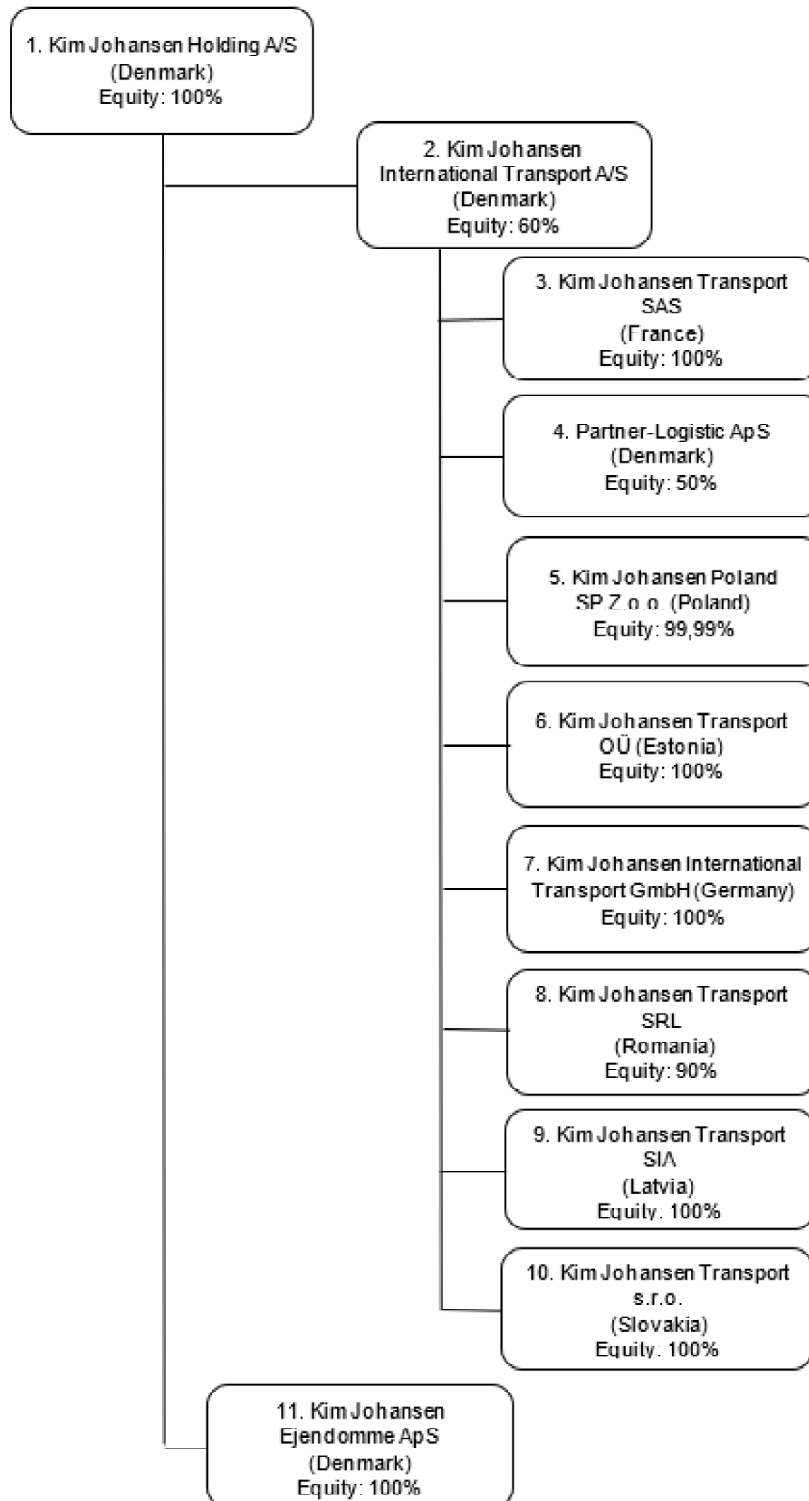 1. Kim Johansen Holding A/S
(Denmark)
Equity: 100%
2. Kim Johansen
International Transport A/S
(Denmark)
Equity: 60%
3. Kim Johansen Transport
SAS
(France)
Equity: 100%
4. Partner-Logistic ApS
(Denmark)
Equity: 50%
5. Kim Johansen Poland
SP Z.o.o. (Poland)
Equity: 99,99%
6. Kim Johansen Transport
OÜ (Estonia)
Equity: 100%
7. Kim Johansen International
Transport GmbH (Germany)
Equity: 100%
8. Kim Johansen Transport
SRL
(Romania)
Equity: 90%
9. Kim Johansen Transport
SIA
(Latvia)
Equity: 100%
10. Kim Johansen Transport
s.r.o.
(Slovakia)
Equity: 100%
11. Kim Johansen
Ejendomme ApS
(Denmark)
Equity: 100%